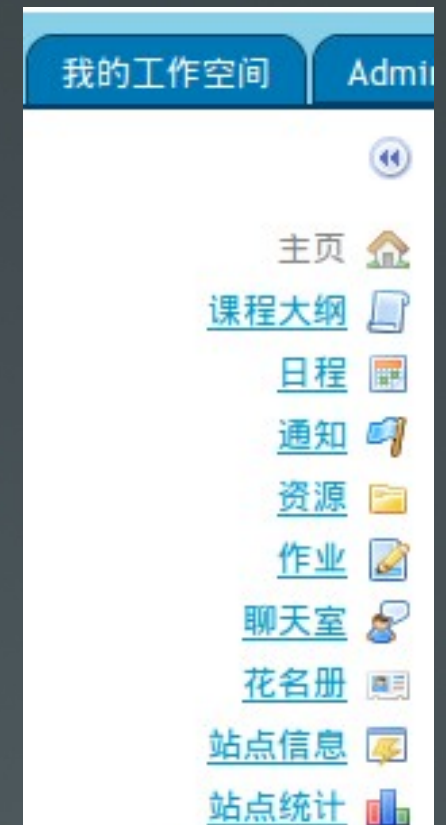 我的工作空间
Admi
主页
课程大纲
日程
通知
资源
作业
聊天室
花名册
站点信息
站点统计